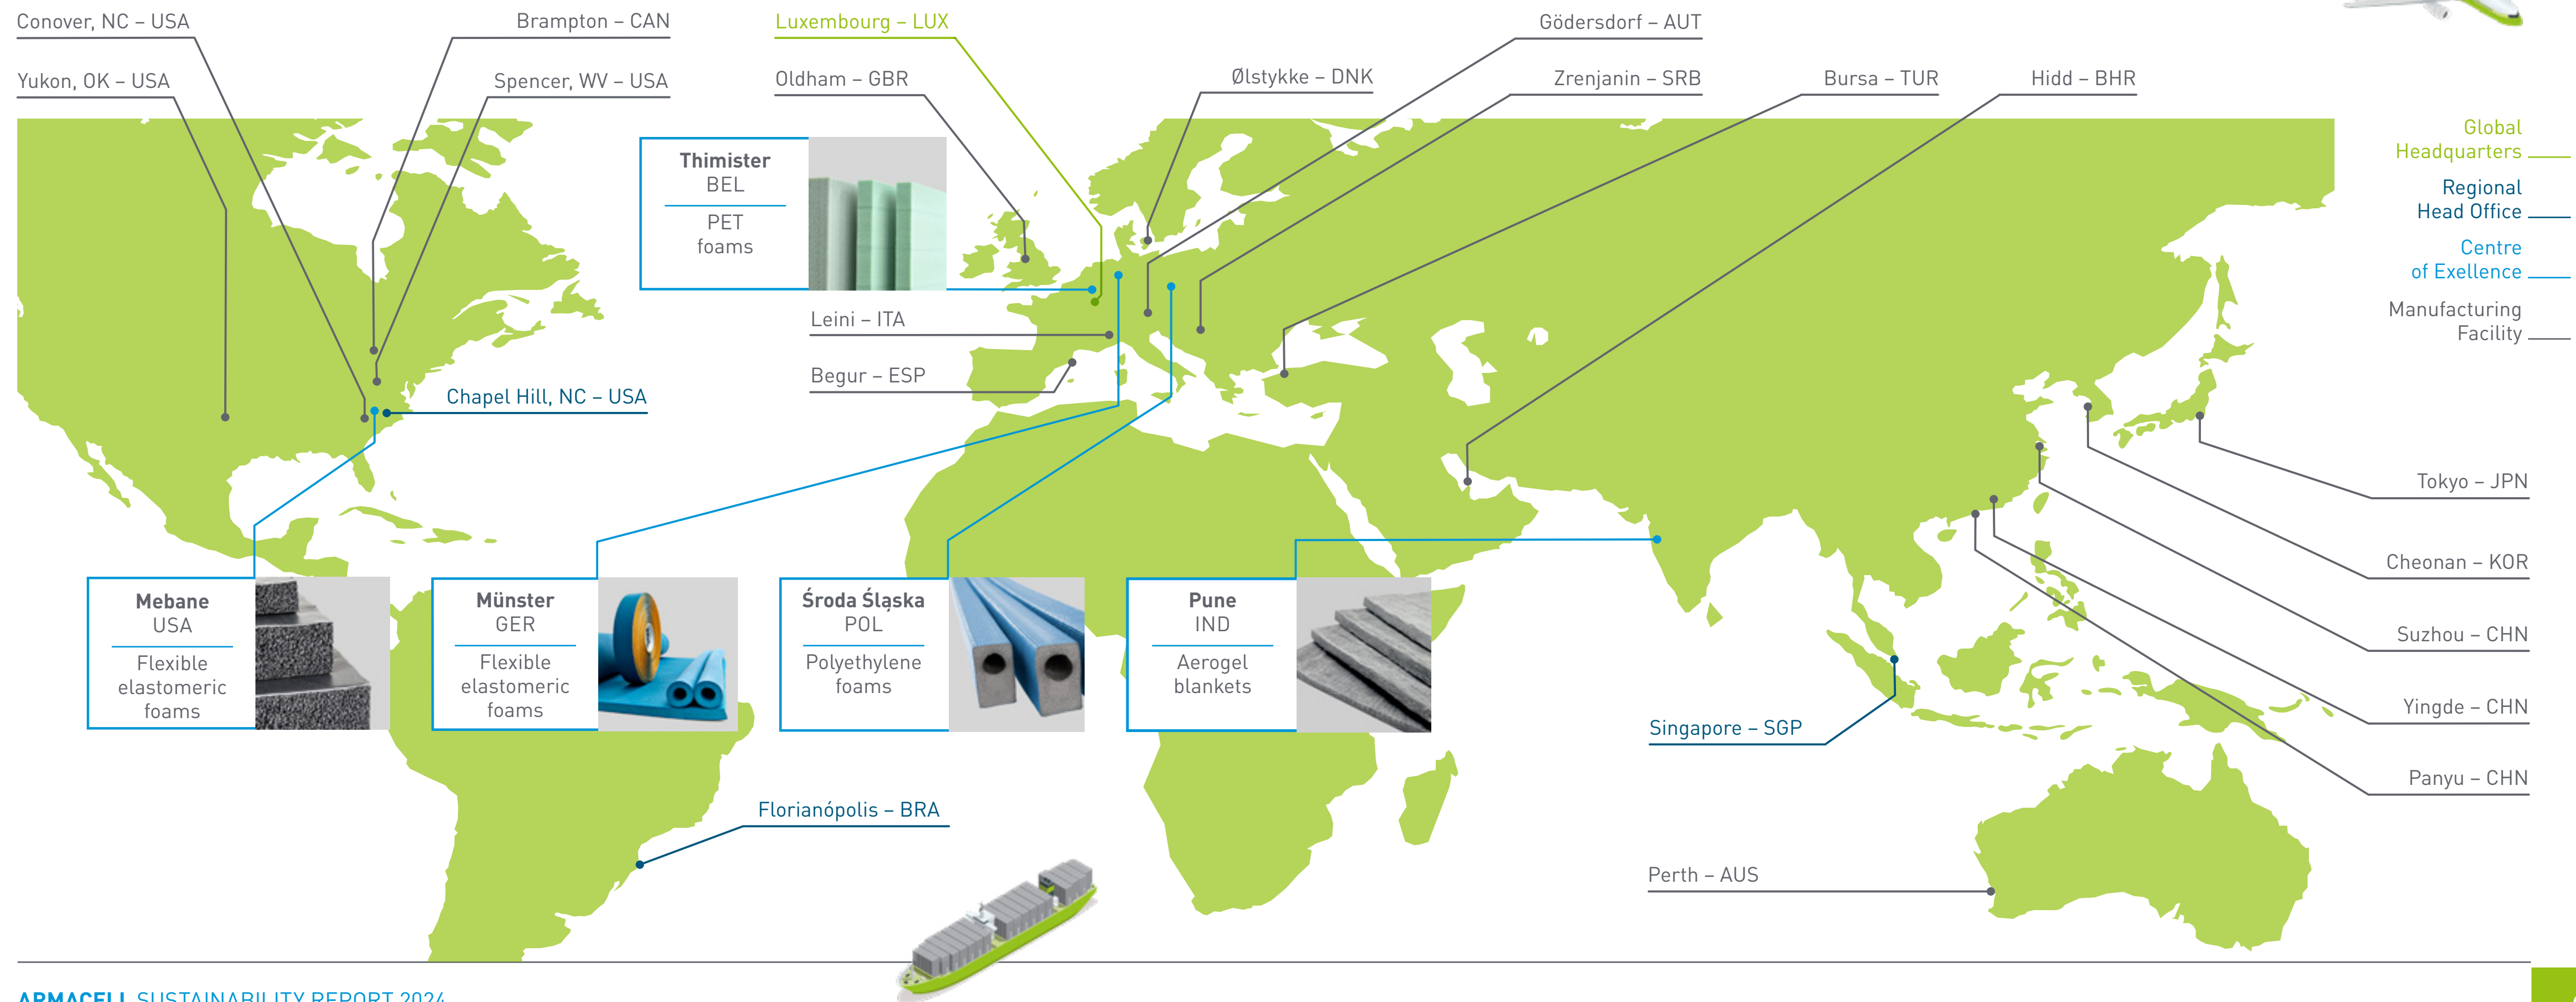 Conover, NC – USA
Brampton – CAN
Luxembourg – LUX
Gödersdorf – AUT
Yukon, OK – USA
Spencer, WV – USA
Oldham – GBR
Ølstykke – DNK
Zrenjanin – SRB
Bursa – TUR
Hidd – BHR
Global
Headquarters
Regional
Head Office
Centre
of Exellence
Manufacturing
Facility
Thimister
BEL
PET
foams
Leini – ITA
Begur – ESP
Chapel Hill, NC – USA
Tokyo – JPN
Cheonan – KOR
Suzhou – CHN
Yingde – CHN
Panyu – CHN
Mebane
USA
Flexible
elastomeric
foams
Münster
GER
Flexible
elastomeric
foams
Środa Śląska
POL
Polyethylene
foams
Pune
IND
Aerogel
blankets
Singapore – SGP
Florianópolis – BRA
Perth – AUS
ARMACELL SUSTAINABILITY REPORT 2024